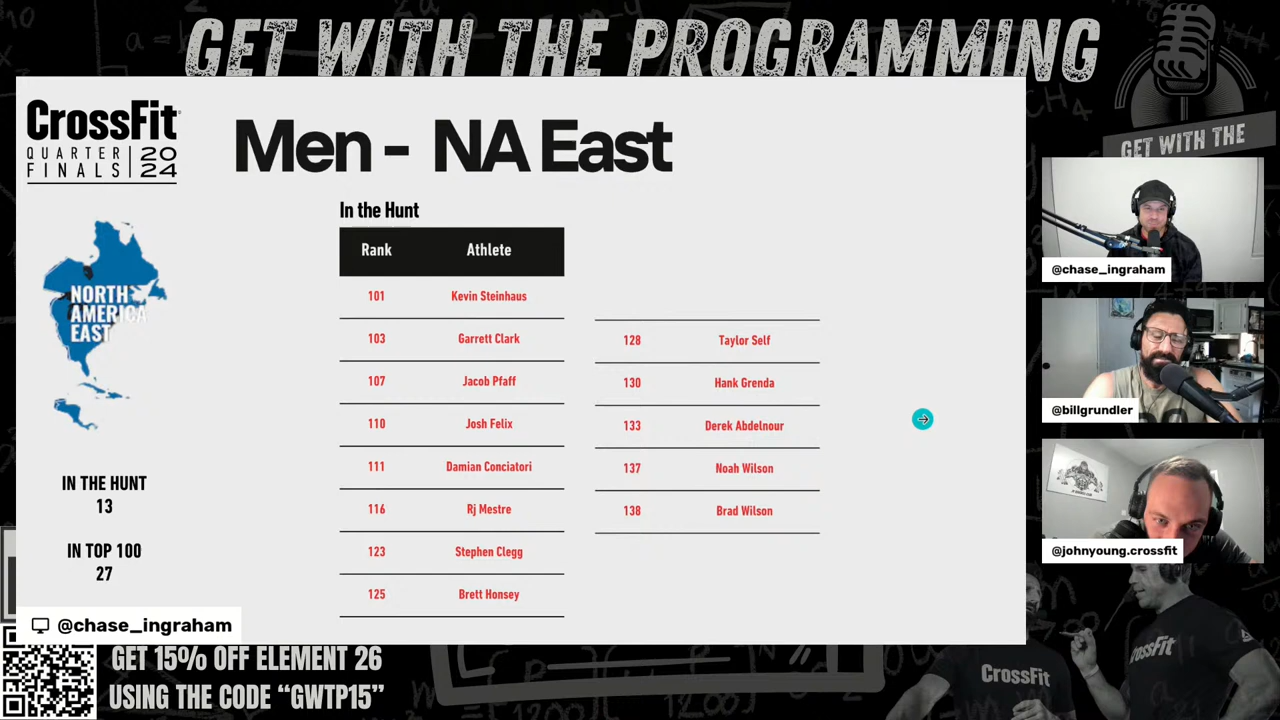 GET WITH THE PROGRAMMING
CrossFit
QUARTER
FINALS
20
24
Men - NA East
In the Hunt
Rank Athlete
101 Kevin Steinhaus
103 Garrett Clark
107 Jacob Pfaff
110 Josh Felix
111 Damian Conciatori
116 Rj Mestre
123 Stephen Clegg
125 Brett Honsey
128 Taylor Self
130 Hank Grenda
133 Derek Abdelnour
137 Noah Wilson
138 Brad Wilson
NORTH
AMERICA
EAST
IN THE HUNT
13
IN TOP 100
27
@chase_ingraham
GET 15% OFF ELEMENT 26
USING THE CODE “GWTP15”
GET WITH THE
@chase_ingraham
@billgrundler
@johnyoung.crossfit
CrossFit
CrossFit